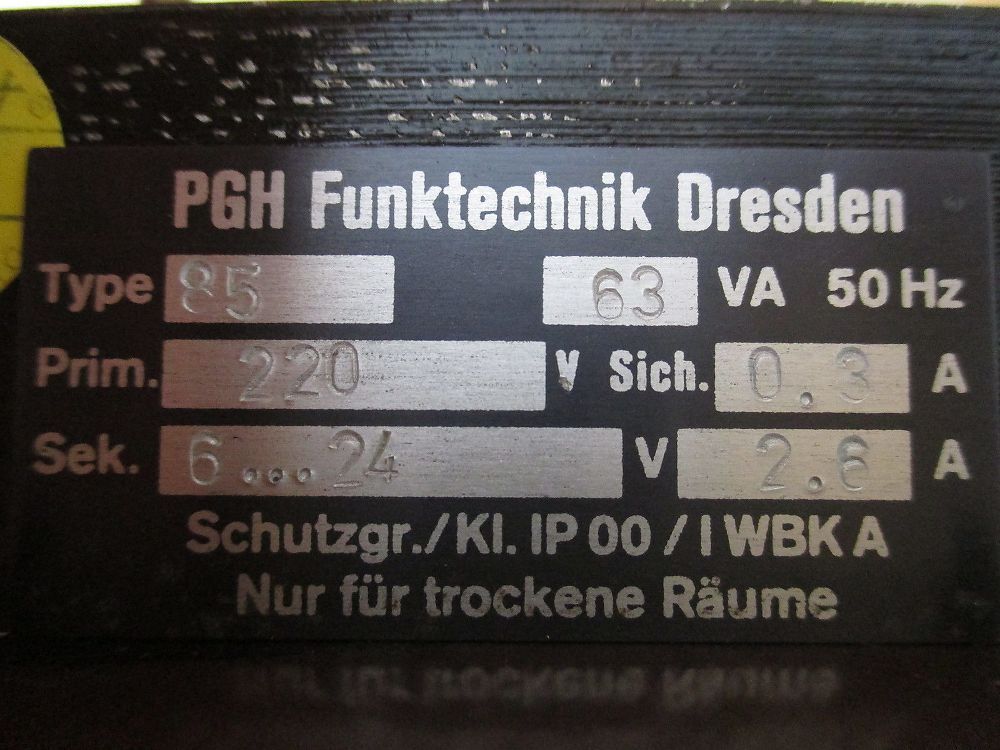 PGH Funktechnik Dresden
Type 85 63 VA 50 Hz
Prim. 220 V Sich. 0.3 A
Sek. 6...24 V 2.6 A
Schutzgr./Kl. IP 00 / I WBK A
Nur für trockene Räume